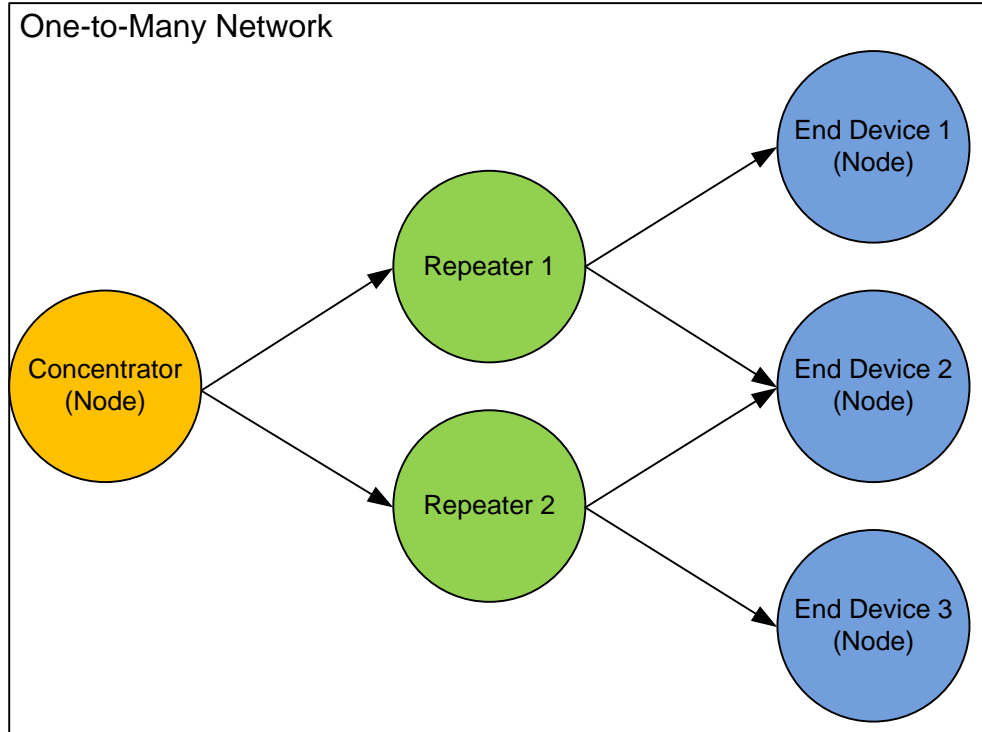 One-to-Many Network
End Device 1
(Node)
Repeater 1
Concentrator
(Node)
End Device 2
(Node)
Repeater 2
End Device 3
(Node)